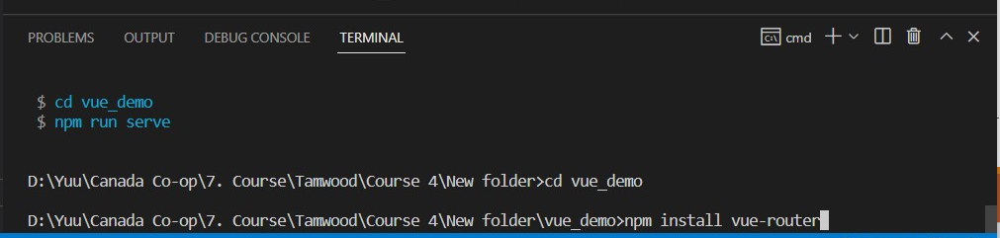 PROBLEMS OUTPUT DEBUG CONSOLE TERMINAL cmd
$ cd vue_demo
$ npm run serve
D:\Yuu\Canada Co-op\7. Course\Tamwood\Course 4\New folder>cd vue_demo
D:\Yuu\Canada Co-op\7. Course\Tamwood\Course 4\New folder\vue_demo>npm install vue-router